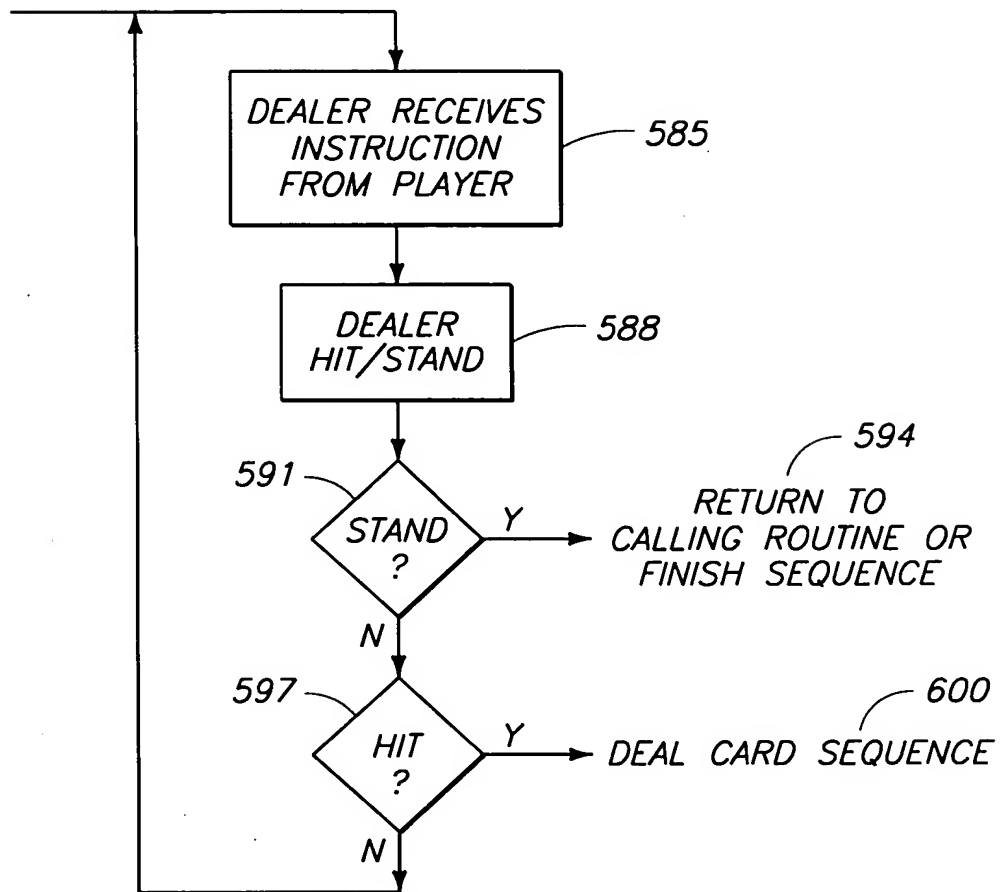 DEALER RECEIVES
INSTRUCTION
FROM PLAYER
585
DEALER
HIT/STAND
588
591
STAND
?
Y
594
RETURN TO
CALLING ROUTINE OR
FINISH SEQUENCE
N
597
HIT
?
Y
600
DEAL CARD SEQUENCE
N